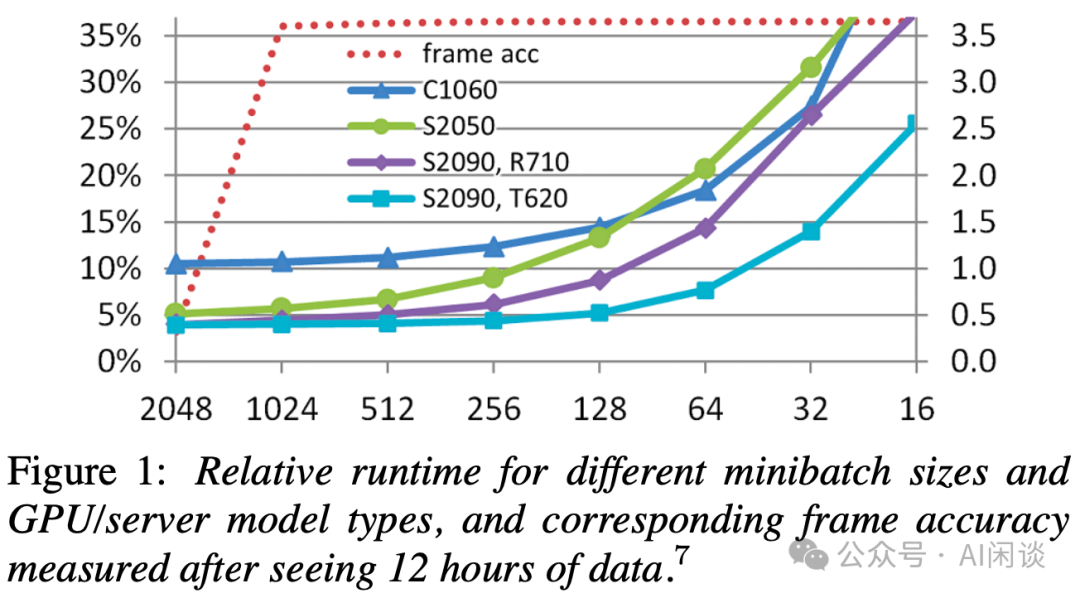 35%
30%
25%
20%
15%
10%
5%
0%
frame acc
C1060
S2050
S2090, R710
S2090, T620
3.5
3.0
2.5
2.0
1.5
1.0
0.5
0.0
2048 1024 512 256 128 64 32 16
Figure 1: Relative runtime for different minibatch sizes and
GPU/server model types, and corresponding frame accuracy
measured after seeing 12 hours of data.7
公众号 · AI闲谈